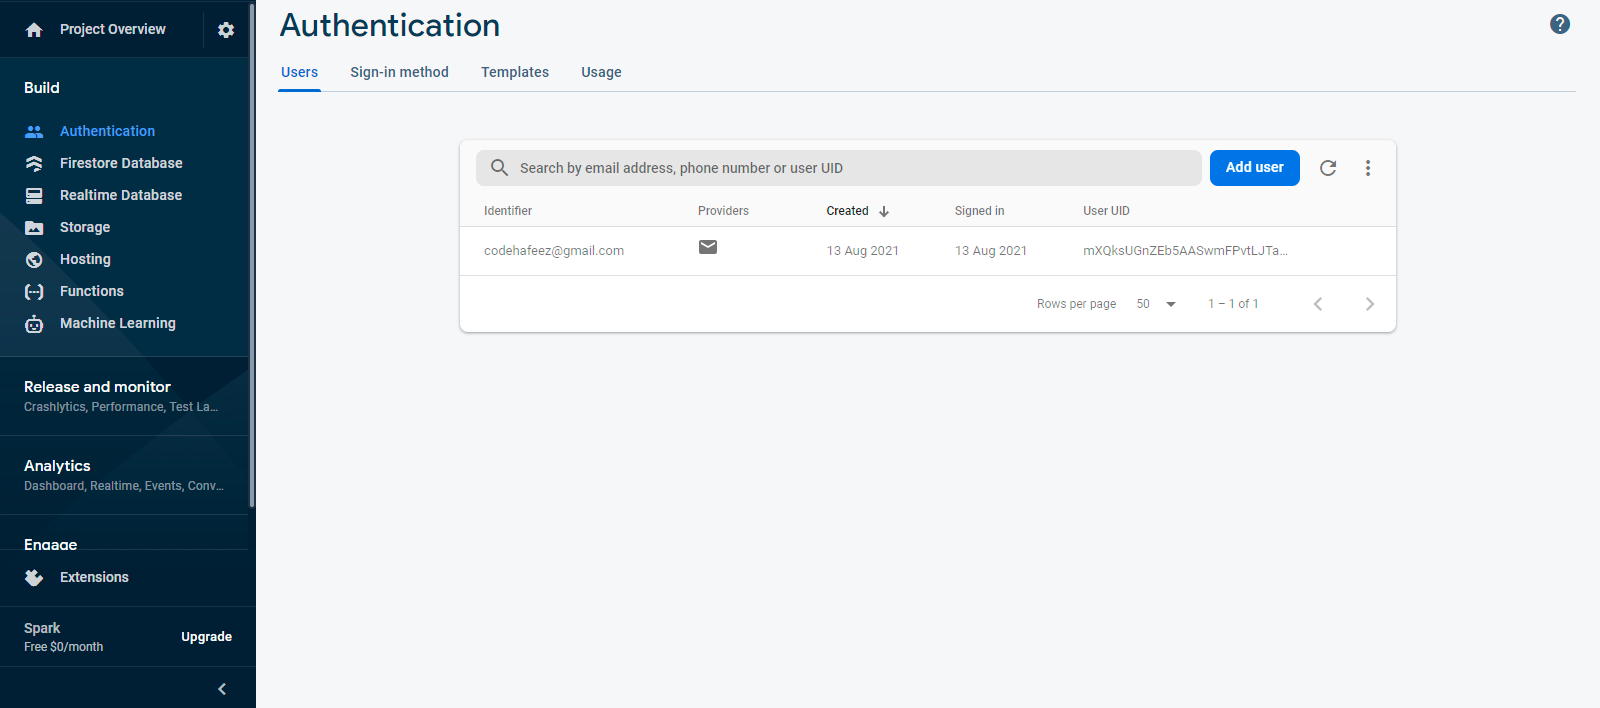 Project Overview
Build
Authentication
Firestore Database
Realtime Database
Storage
Hosting
Functions
Machine Learning
Release and monitor
Crashlytics, Performance, Test La...
Analytics
Dashboard, Realtime, Events, Conv...
Engage
Extensions
Spark
Free $0/month
Upgrade
Authentication
Users Sign-in method Templates Usage
Search by email address, phone number or user UID Add user
Identifier Providers Created Signed in User UID
codehafeez@gmail.com 13 Aug 2021 13 Aug 2021 mXQksUGnZEb5AASwmFPvtLJTa...
Rows per page 50 1 – 1 of 1